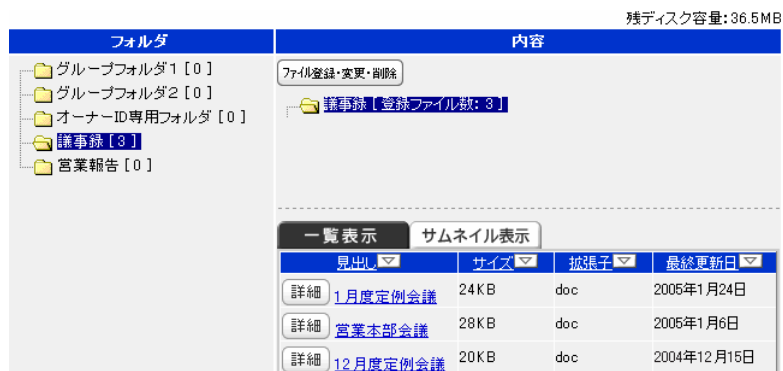 残ディスク容量:36.5MB
フォルダ
内容
グループフォルダ1[0]
グループフォルダ2[0]
オーナーID専用フォルダ[0]
議事録[3]
営業報告[0]
ファイル登録・変更・削除
議事録[登録ファイル数:3]
一覧表示 サムネイル表示
見出し サイズ 拡張子 最終更新日
詳細 1月度定例会議 24KB doc 2005年1月24日
詳細 営業本部会議 28KB doc 2005年1月6日
詳細 12月度定例会議 20KB doc 2004年12月15日